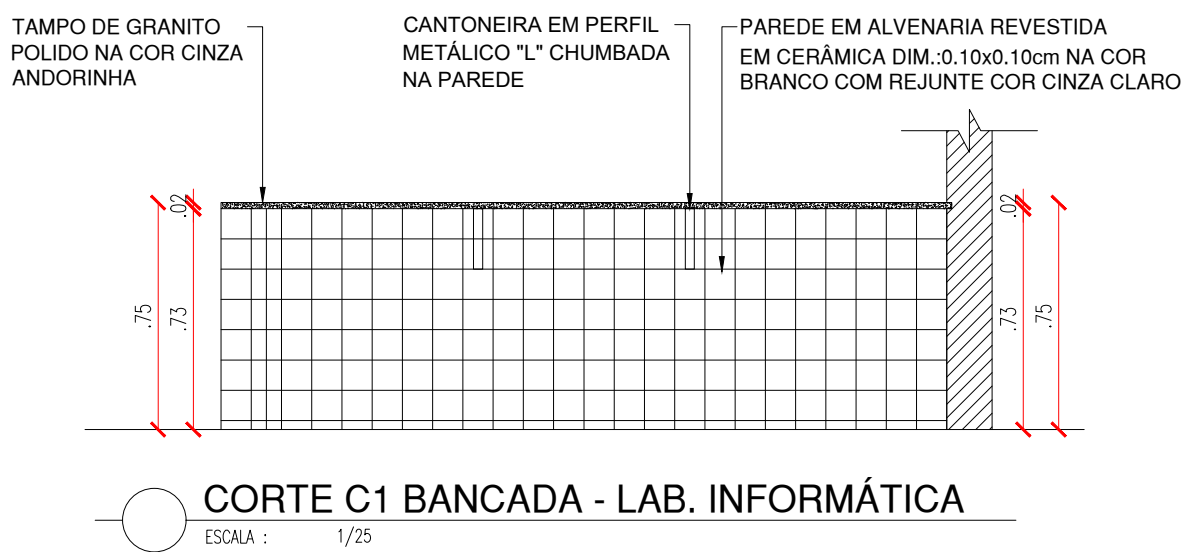 TAMPO DE GRANITO
POLIDO NA COR CINZA
ANDORINHA
CANTONEIRA EM PERFIL
METÁLICO "L" CHUMBADA
NA PAREDE
PAREDE EM ALVENARIA REVESTIDA
EM CERÂMICA DIM.:0.10x0.10cm NA COR
BRANCO COM REJUNTE COR CINZA CLARO
.02
.75
.73
.02
.73
.75
CORTE C1 BANCADA - LAB. INFORMÁTICA
ESCALA : 1/25